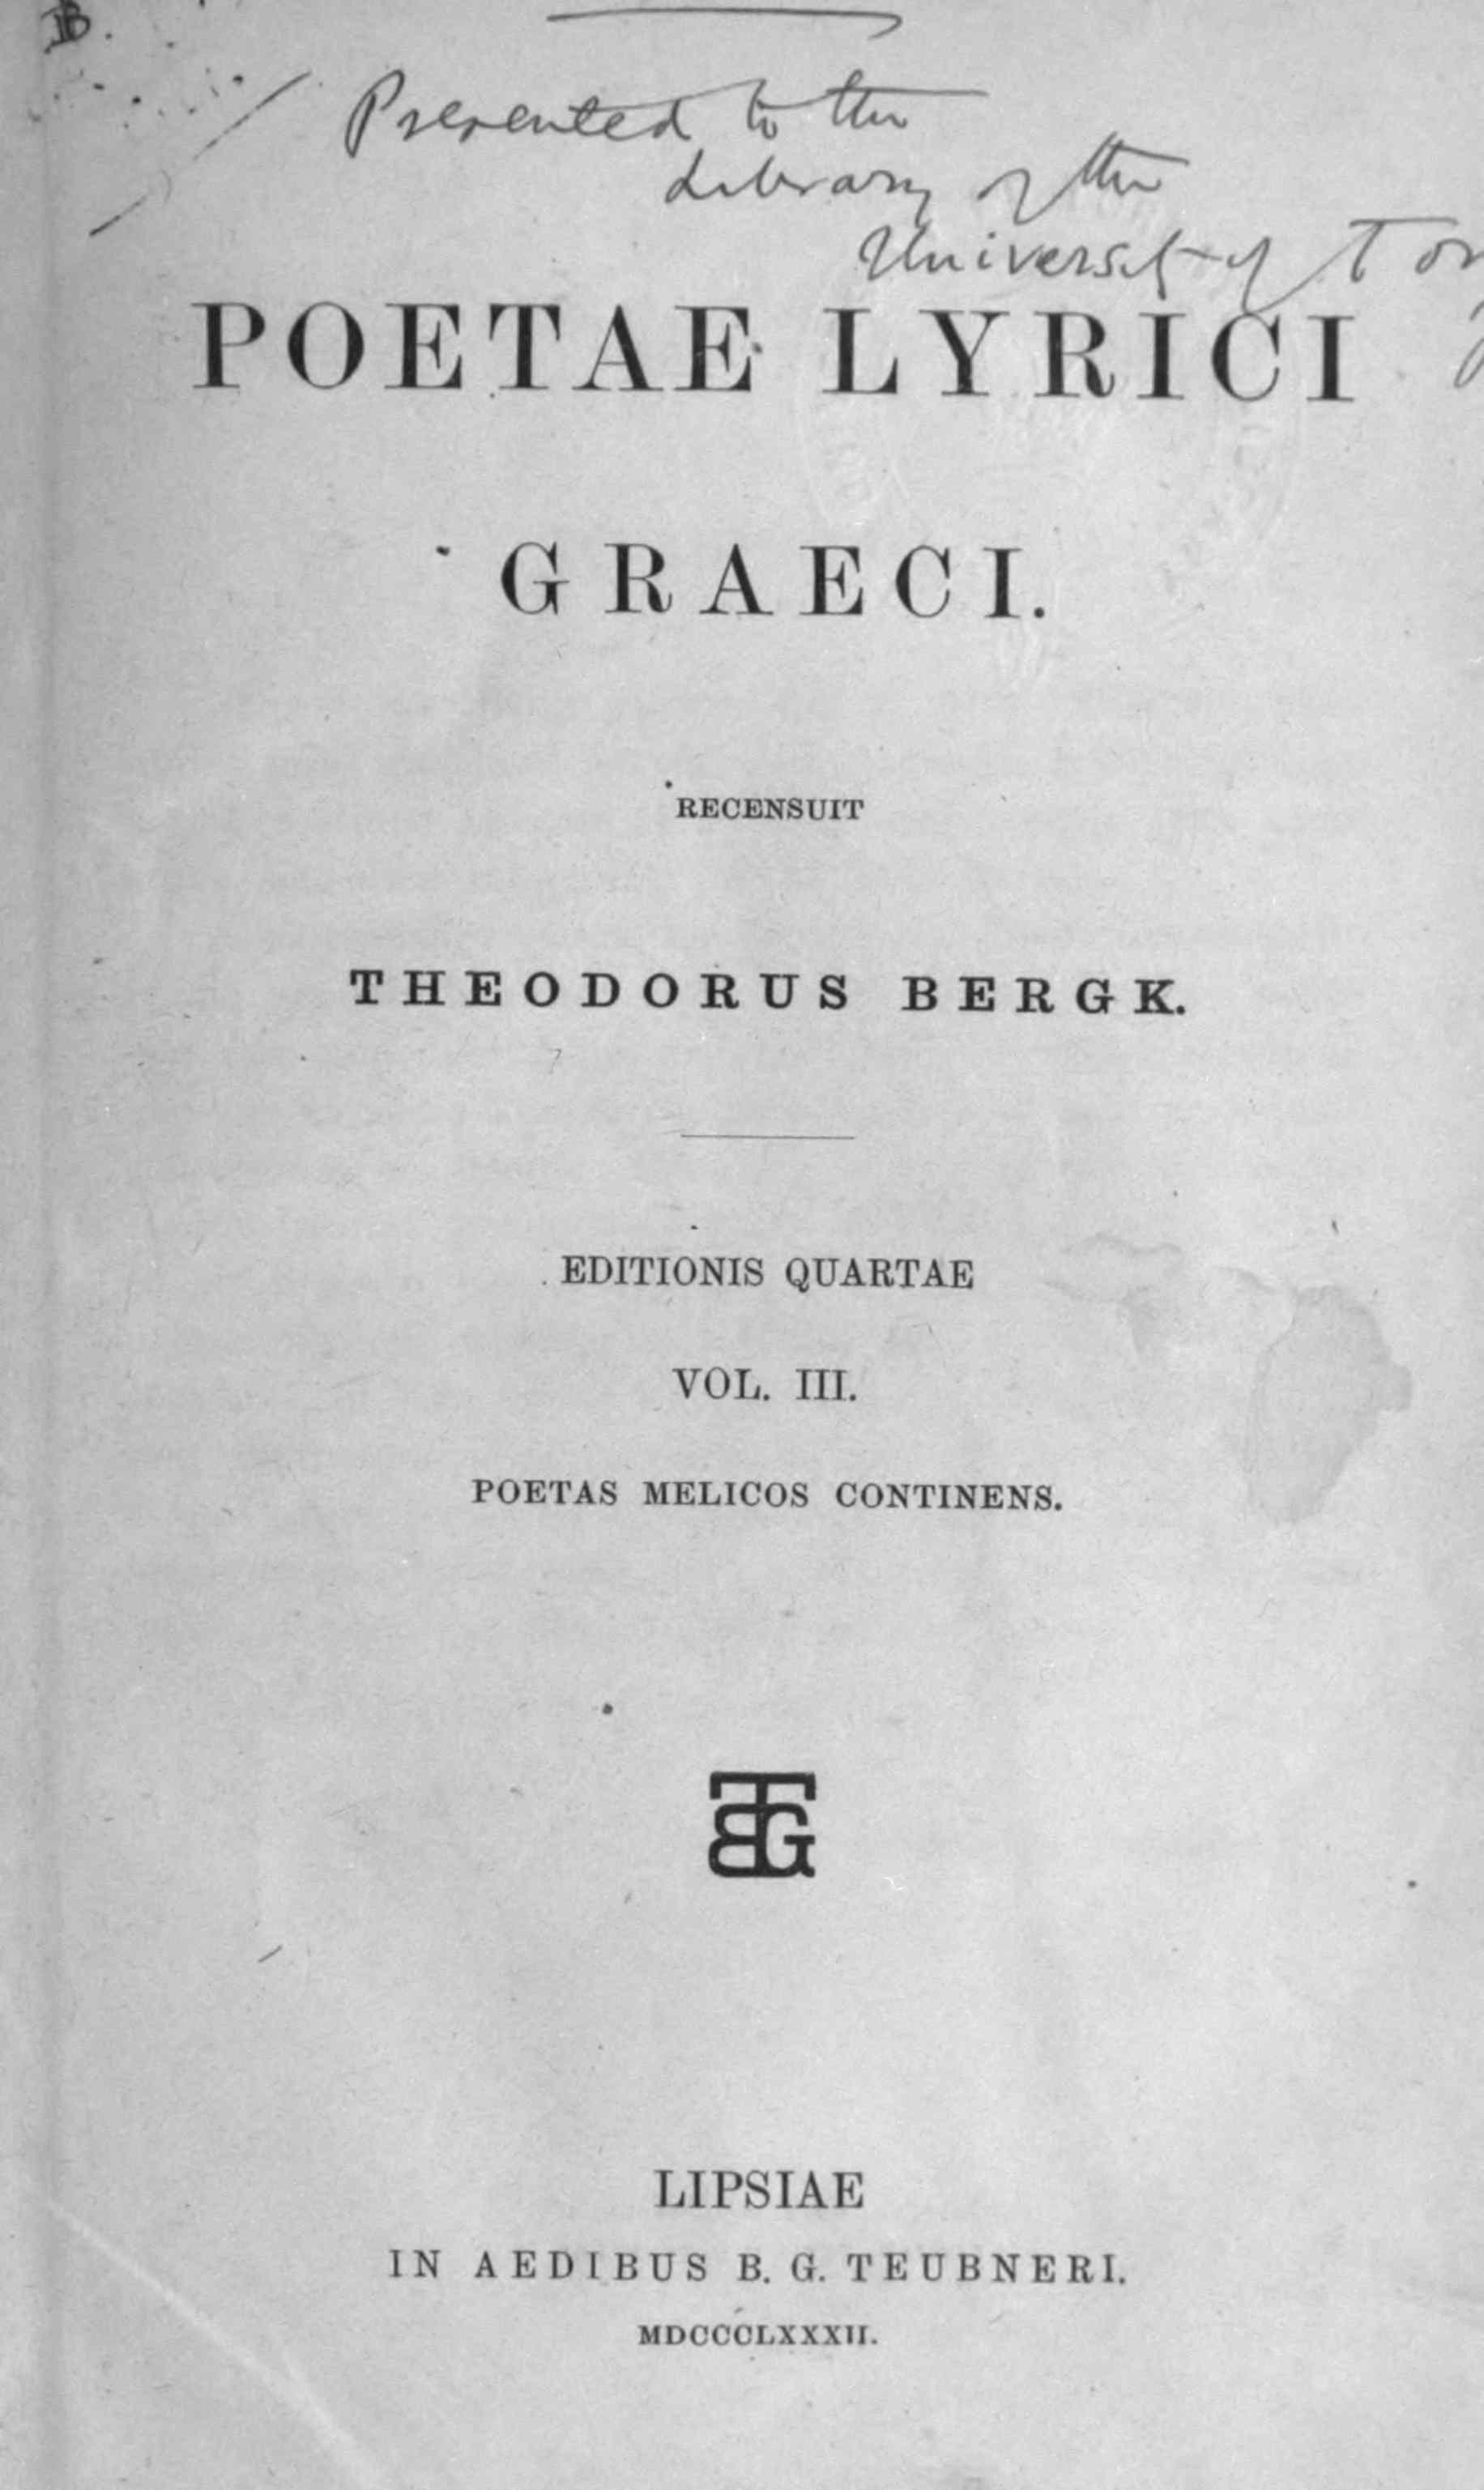 B.
Presented to the
Library of the
University of Tor
POETAE LYRICI
GRAECI.
RECENSUIT
THEODORUS BERGK.
EDITIONIS QUARTAE
VOL. III.
POETAS MELICOS CONTINENS.
BTG
LIPSIAE
IN AEDIBUS B. G. TEUBNERI.
MDCCCLXXXII.